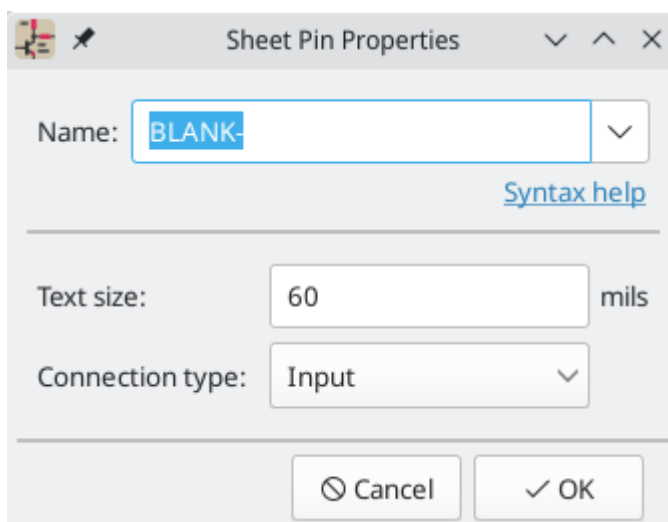 Sheet Pin Properties
Name: BLANK-
Syntax help
Text size: 60 mils
Connection type: Input
Cancel OK